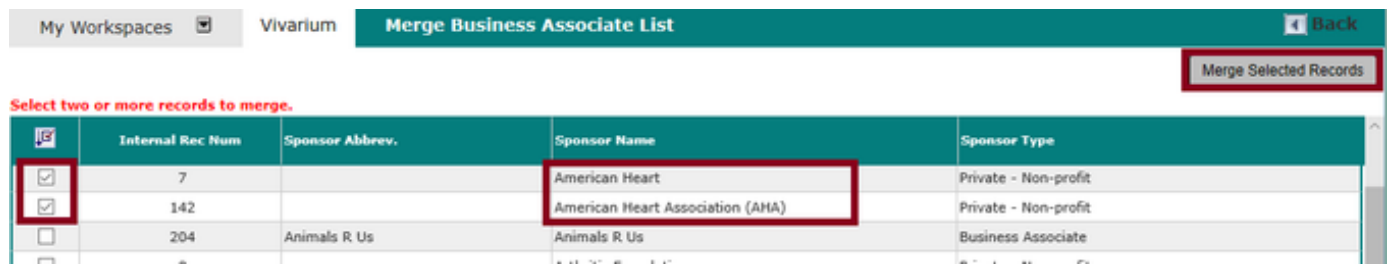 My Workspaces Vivarium Merge Business Associate List Back
Merge Selected Records
Select two or more records to merge.
Internal Rec Num Sponsor Abbrev. Sponsor Name Sponsor Type
7 American Heart Private - Non-profit
142 American Heart Association (AHA) Private - Non-profit
204 Animals R Us Animals R Us Business Associate